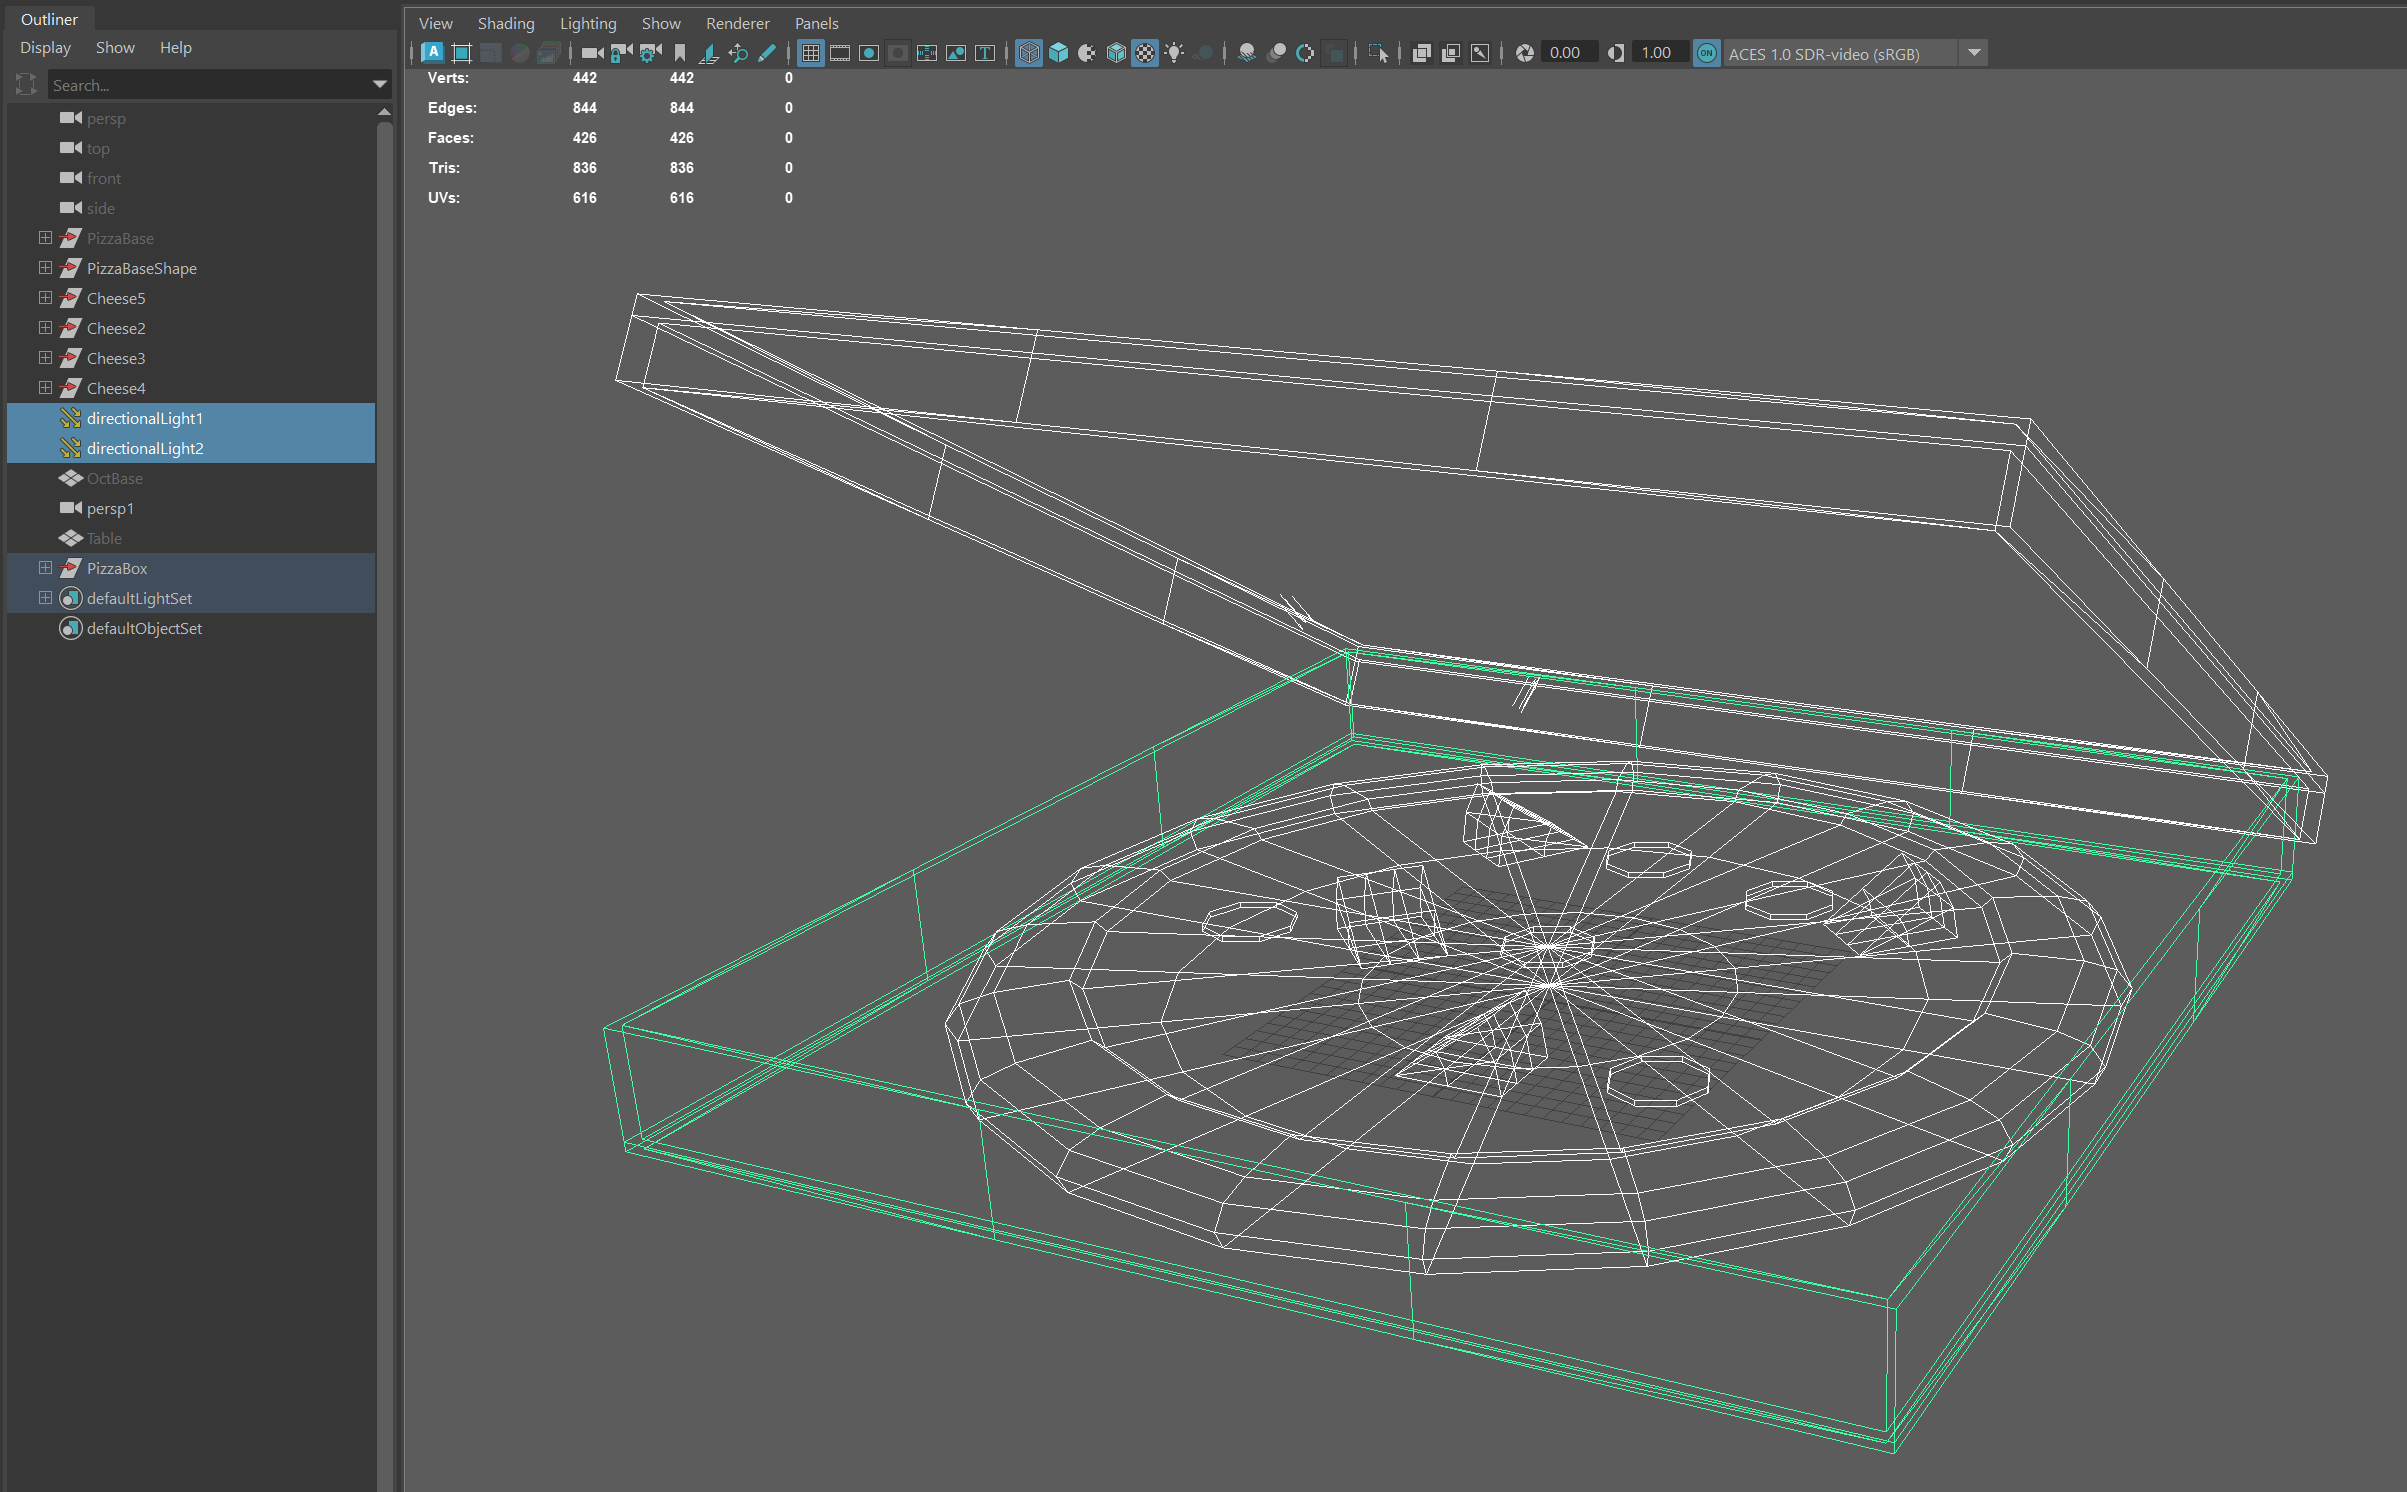 Outliner
Display Show Help
Search...
persp
top
front
side
PizzaBase
PizzaBaseShape
Cheese5
Cheese2
Cheese3
Cheese4
directionalLight1
directionalLight2
OctBase
persp1
Table
PizzaBox
defaultLightSet
defaultObjectSet
View Shading Lighting Show Renderer Panels
A T 0.00 1.00 ON ACES 1.0 SDR-video (sRGB)
Verts: 442 442 0
Edges: 844 844 0
Faces: 426 426 0
Tris: 836 836 0
UVs: 616 616 0